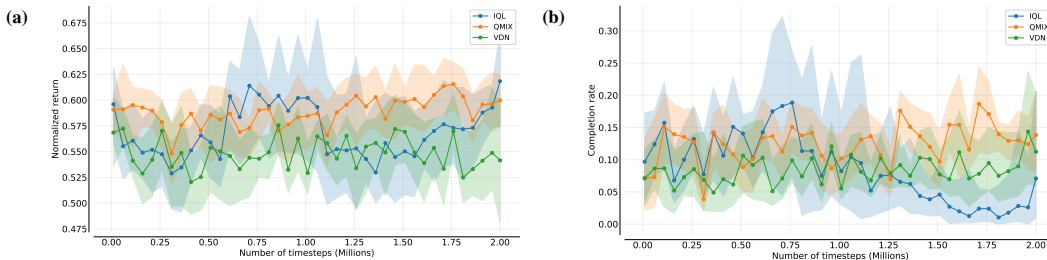 (a)
Normalized return
0.675
0.650
0.625
0.600
0.575
0.550
0.525
0.500
0.475
0.00 0.25 0.50 0.75 1.00 1.25 1.50 1.75 2.00
Number of timesteps (Millions)
IQL
QMIX
VDN
(b)
Completion rate
0.30
0.25
0.20
0.15
0.10
0.05
0.00
0.00 0.25 0.50 0.75 1.00 1.25 1.50 1.75 2.00
Number of timesteps (Millions)
IQL
QMIX
VDN